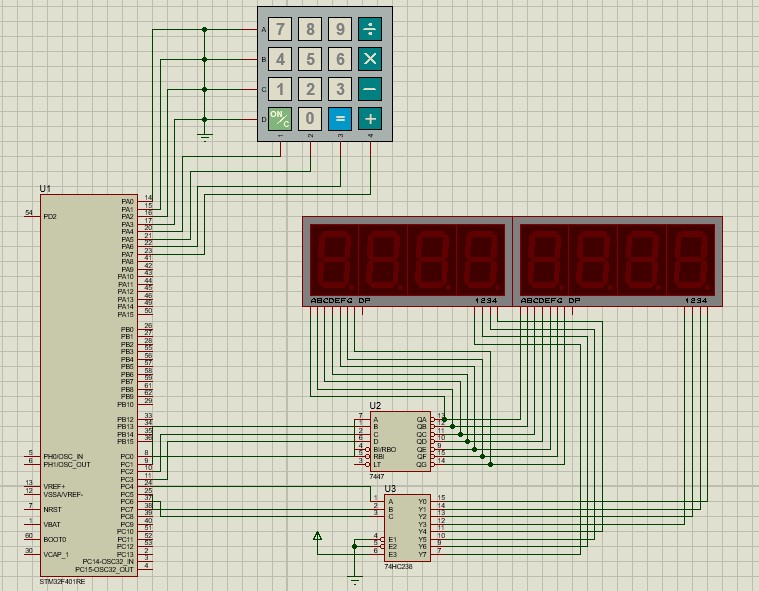 A 7 8 9 ÷
B 4 5 6 ×
C 1 2 3 −
D ON/C 0 = +
1 2 3 4
U1
54 PD2
PA0 14
PA1 15
PA2 16
PA3 17
PA4 20
PA5 21
PA6 22
PA7 23
PA8 41
PA9 42
PA10 43
PA11 44
PA12 45
PA13 46
PA14 49
PA15 50
PB0 26
PB1 27
PB2 28
PB3 55
PB4 56
PB5 57
PB6 58
PB7 59
PB8 61
PB9 62
PB10 29
PB12 33
PB13 34
PB14 35
PB15 36
5 PH0/OSC_IN
6 PH1/OSC_OUT
PC0 8
PC1 9
PC2 10
PC3 11
PC4 24
PC5 25
PC6 37
PC7 38
PC8 39
PC9 40
PC10 51
PC11 52
PC12 53
PC13 2
PC14-OSC32_IN 3
PC15-OSC32_OUT 4
13 VREF+
12 VSSA/VREF-
7 NRST
1 VBAT
60 BOOT0
30 VCAP_1
STM32F401RE
ABCDEFG DP 1234
ABCDEFG DP 1234
U2
7 A QA 13
1 B QB 12
2 C QC 11
6 D QD 10
4 BI/RBO QE 9
5 RBI QF 15
3 LT QG 14
7447
U3
1 A Y0 15
2 B Y1 14
3 C Y2 13
Y3 12
Y4 11
4 E1 Y5 10
5 E2 Y6 9
6 E3 Y7 7
74HC238